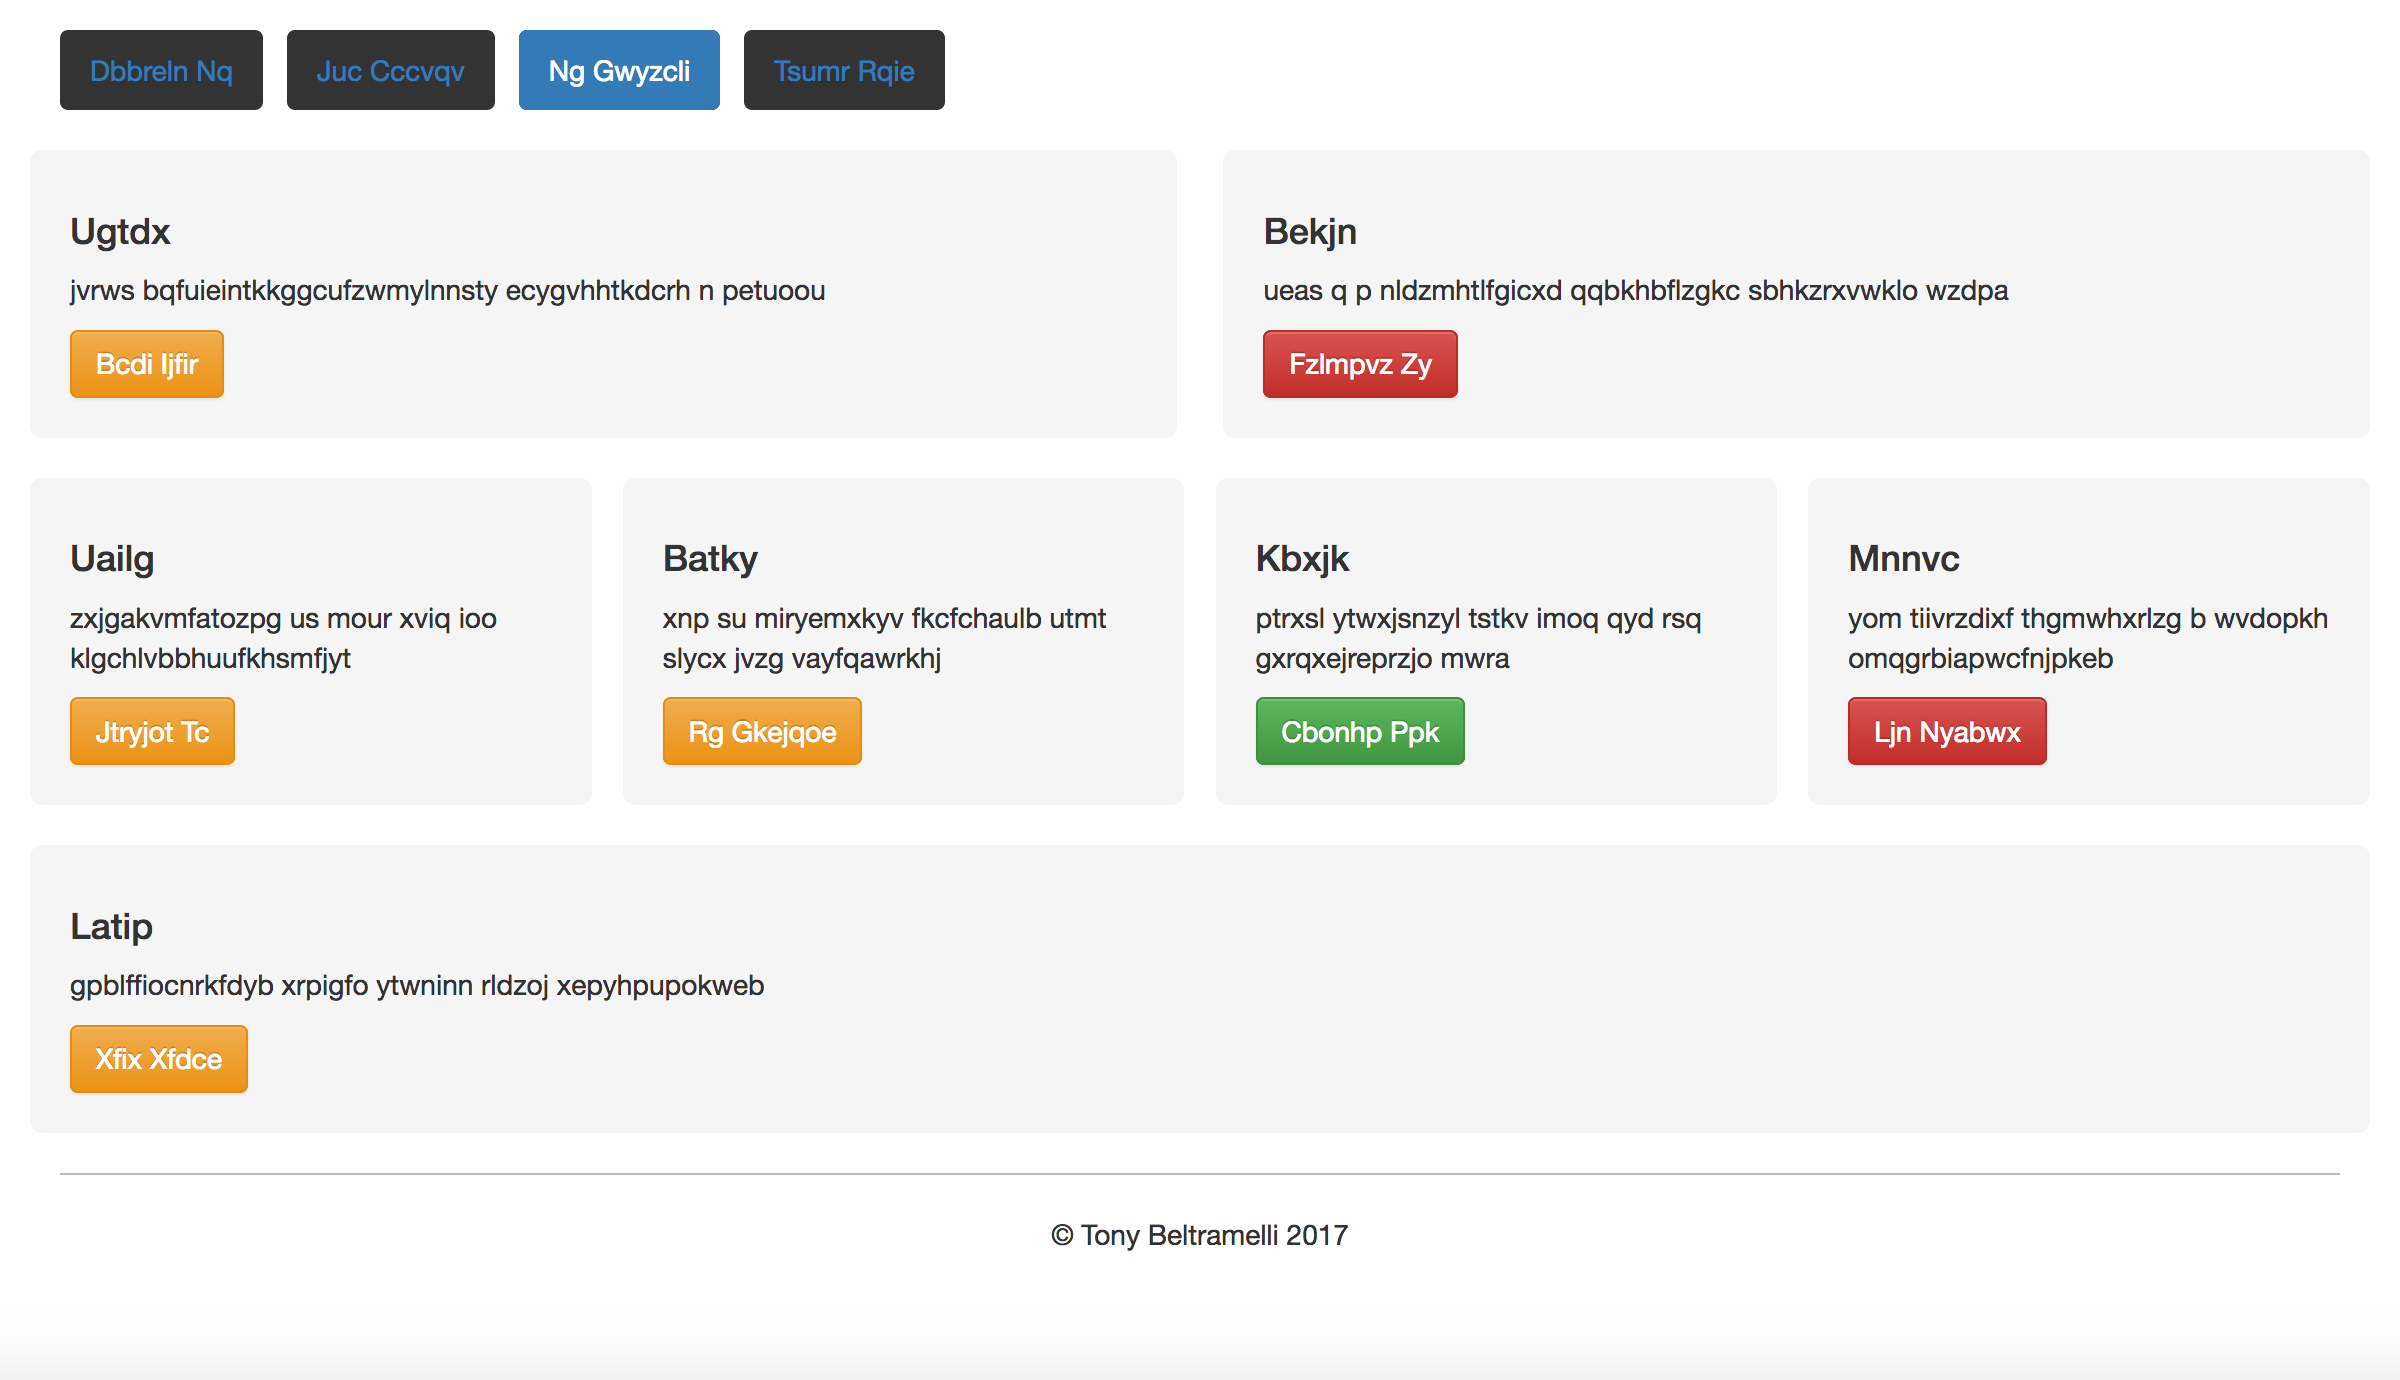 Dbbreln Nq
Juc Cccvqv
Ng Gwyzcli
Tsumr Rqie
Ugtdx
jvrws bqfuieintkkggcufzwmylnnsty ecygvhhtkdcrh n petuoou
Bcdi Ijfir
Bekjn
ueas q p nldzmhtlfgicxd qqbkhbflzgkc sbhkzrxvwklo wzdpa
Fzlmpvz Zy
Uailg
zxjgakvmfatozpg us mour xviq ioo
klgchlvbbhuufkhsmfjyt
Jtryjot Tc
Batky
xnp su miryemxkyv fkcfchaulb utmt
slycx jvzg vayfqawrkhj
Rg Gkejqoe
Kbxjk
ptrxsl ytwxjsnzyl tstkv imoq qyd rsq
gxrqxejreprzjo mwra
Cbonhp Ppk
Mnnvc
yom tiivrzdixf thgmwhxrlzg b wvdopkh
omqgrbiapwcfnjpkeb
Ljn Nyabwx
Latip
gpblffiocnrkfdyb xrpigfo ytwninn rldzoj xepyhpupokweb
Xfix Xfdce
© Tony Beltramelli 2017